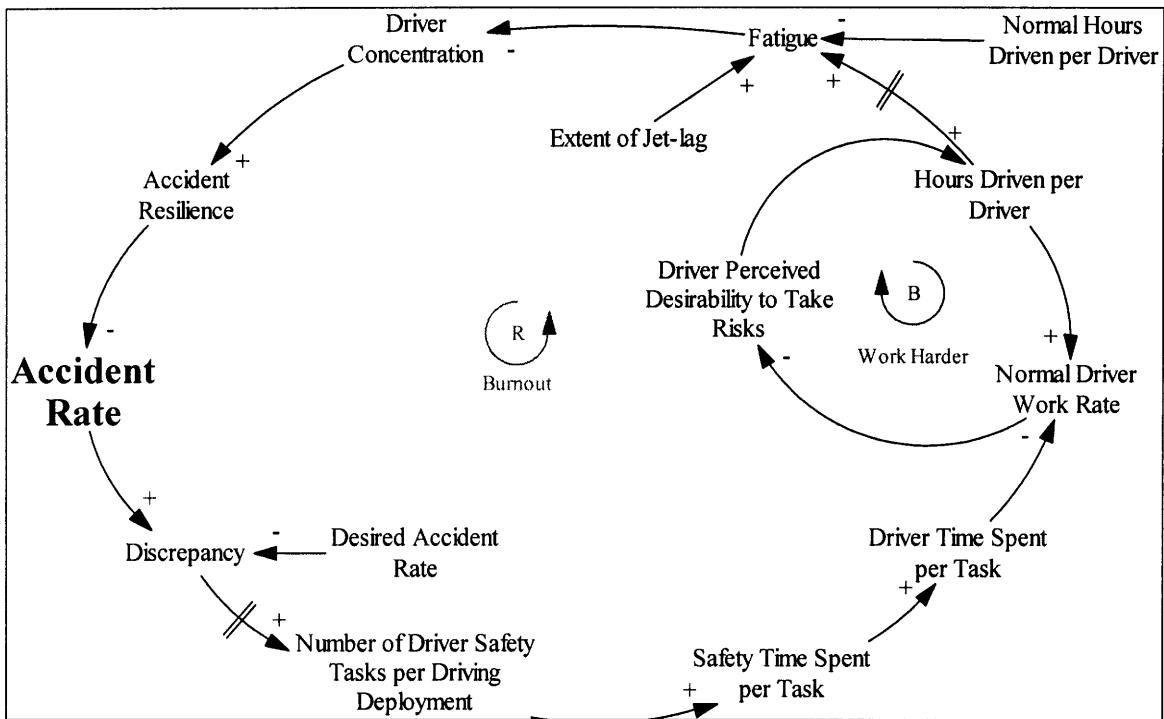 Driver
Concentration
-
Fatigue
-
Normal Hours
Driven per Driver
+
+
Extent of Jet-lag
+
+
Accident
Resilience
Hours Driven per
Driver
Driver Perceived
Desirability to Take
Risks
B
Work Harder
-
R
Burnout
-
+
Accident
Rate
Normal Driver
Work Rate
-
+
-
Discrepancy
Desired Accident
Rate
Driver Time Spent
per Task
+
+
Number of Driver Safety
Tasks per Driving
Deployment
Safety Time Spent
per Task
+